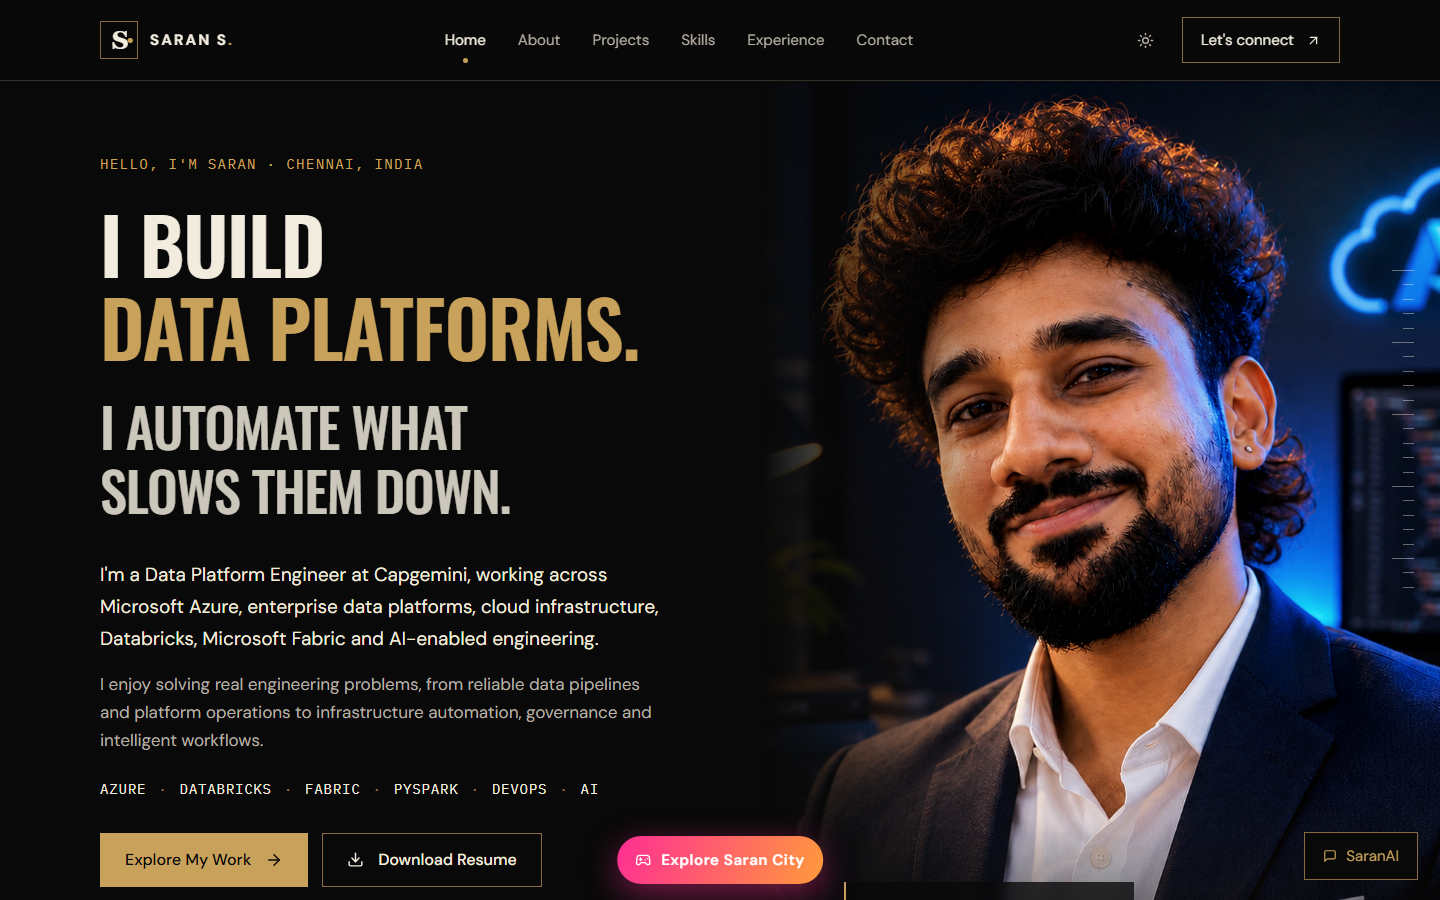 S
SARAN S.
Home
About
Projects
Skills
Experience
Contact
Let's connect
HELLO, I'M SARAN · CHENNAI, INDIA
I BUILD
DATA PLATFORMS.
I AUTOMATE WHAT
SLOWS THEM DOWN.
I'm a Data Platform Engineer at Capgemini, working across
Microsoft Azure, enterprise data platforms, cloud infrastructure,
Databricks, Microsoft Fabric and AI-enabled engineering.
I enjoy solving real engineering problems, from reliable data pipelines
and platform operations to infrastructure automation, governance and
intelligent workflows.
AZURE · DATABRICKS · FABRIC · PYSPARK · DEVOPS · AI
Explore My Work
Download Resume
Explore Saran City
SaranAI